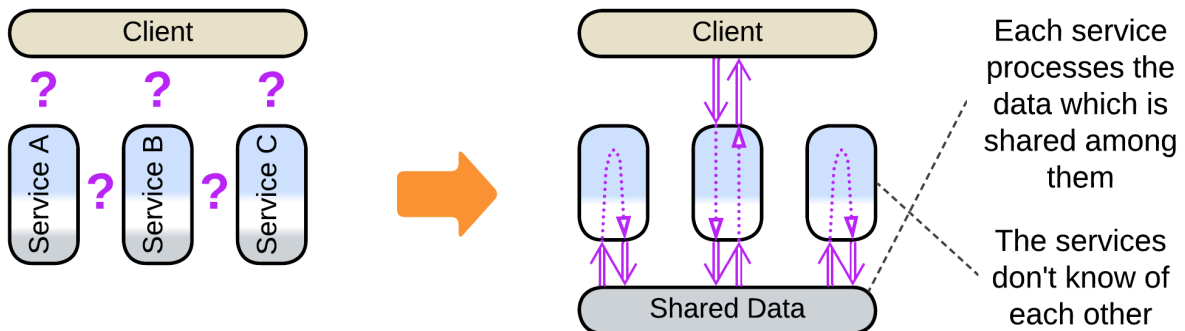 Client
? ? ?
Service A
?
Service B
?
Service C
Client
Shared Data
Each service
processes the
data which is
shared among
them
The services
don't know of
each other